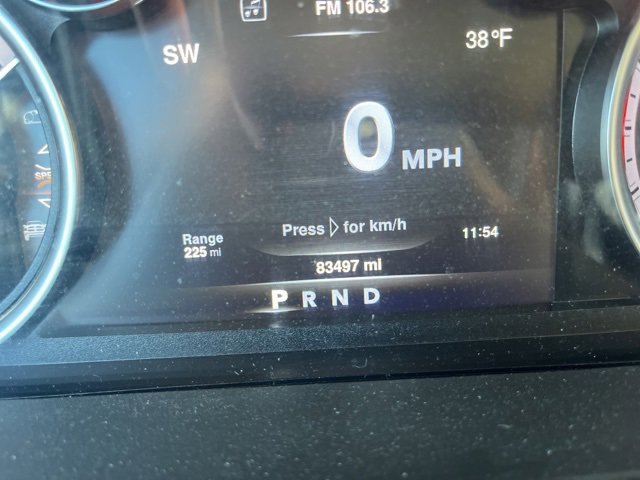 FM 106.3
SW
38°F
0 MPH
Press ▷ for km/h
11:54
Range
225 mi
83497 mi
P R N D